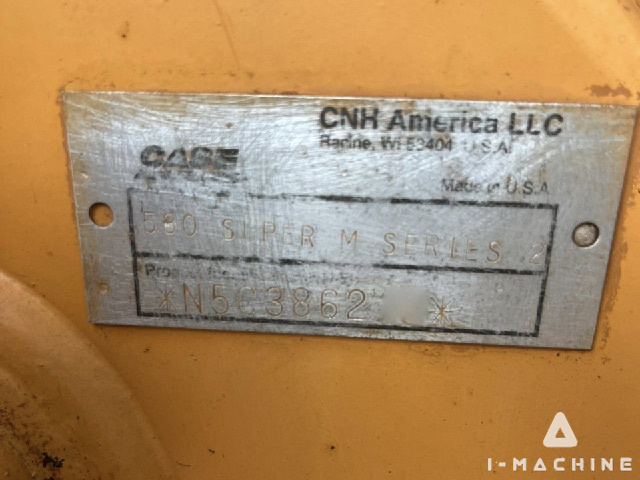 CNH America LLC
Racine, WI 53404 U.S.A.
CASE
Made in U.S.A.
580 SUPER M SERIES 2
*N5C3862 *
I-MACHINE